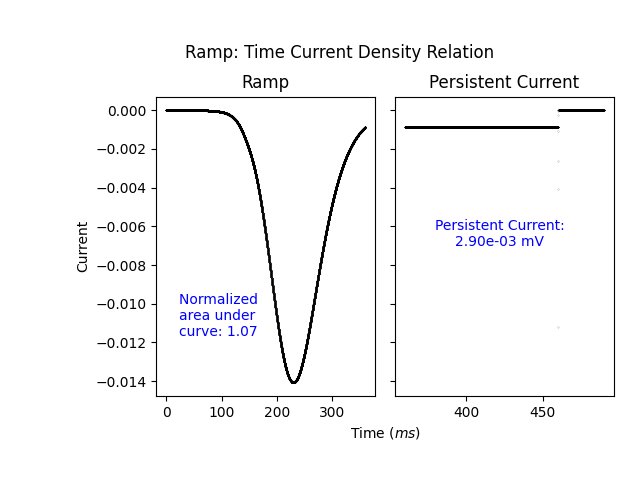 Ramp: Time Current Density Relation
Ramp
Persistent Current
0.000
−0.002
−0.004
−0.006
−0.008
−0.010
−0.012
−0.014
Current
Normalized
area under
curve: 1.07
Persistent Current:
2.90e-03 mV
0 100 200 300
400 450
Time (ms)